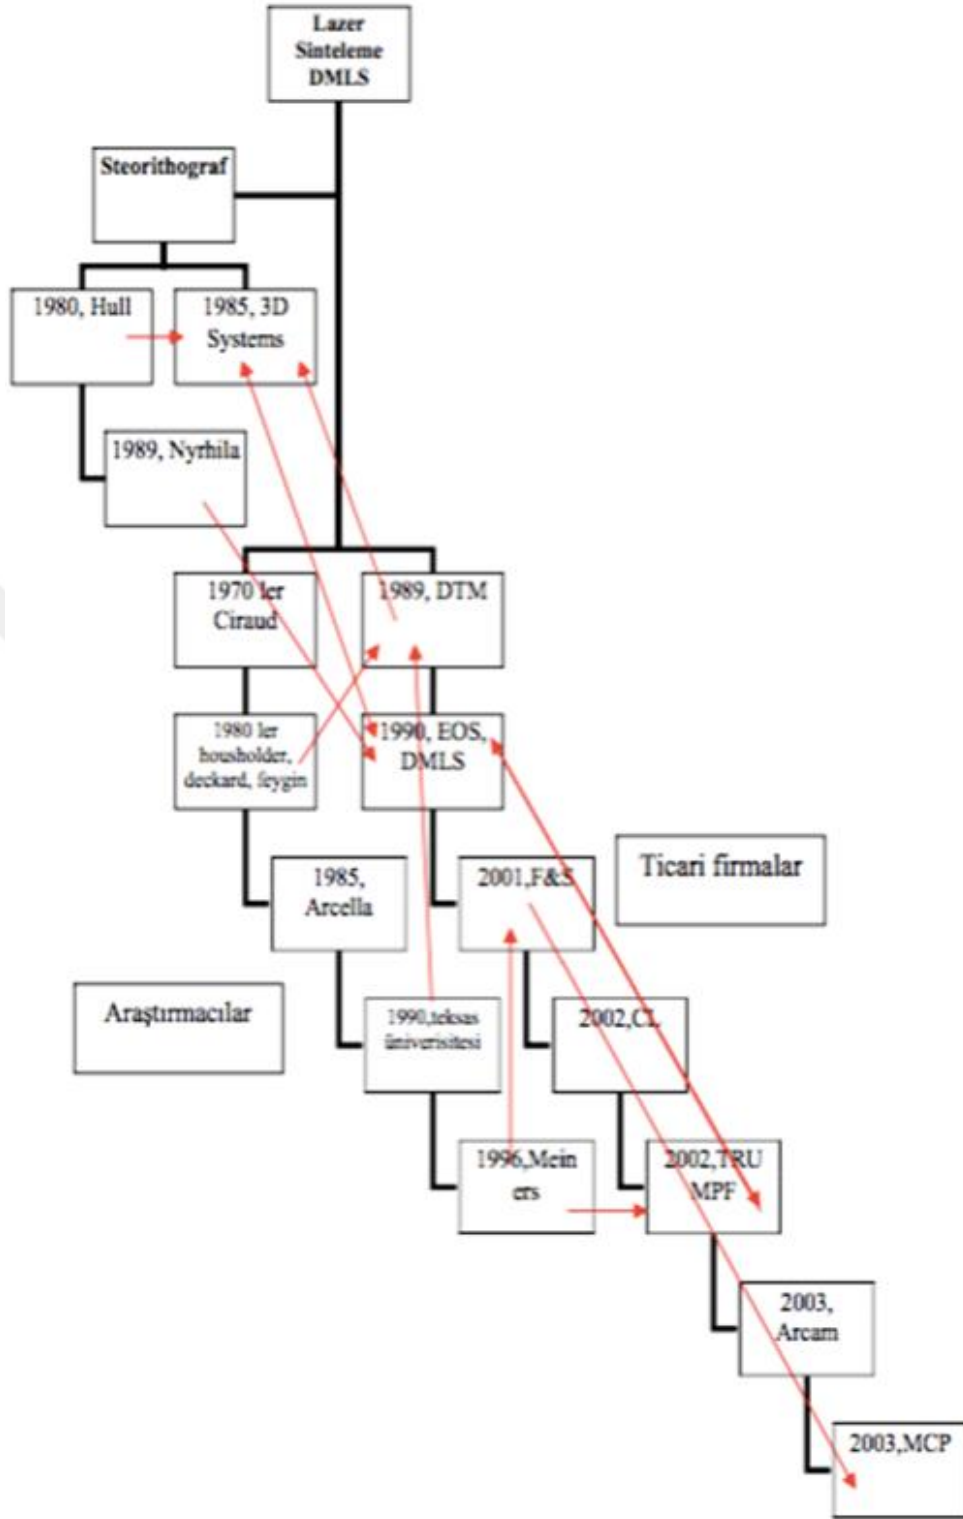 Lazer
Sinteleme
DMLS
Steorithograf
1980, Hull
1985, 3D
Systems
1989, Nyrhila
1970 ler
Ciraud
1989, DTM
1980 ler
housholder,
deckard, feygin
1990, EOS,
DMLS
1985,
Arcella
2001,F&S
Ticari firmalar
Araştırmacılar
1990,teksas
üniverisitesi
2002,CL
1996,Mein
ers
2002,TRU
MPF
2003,
Arcam
2003,MCP